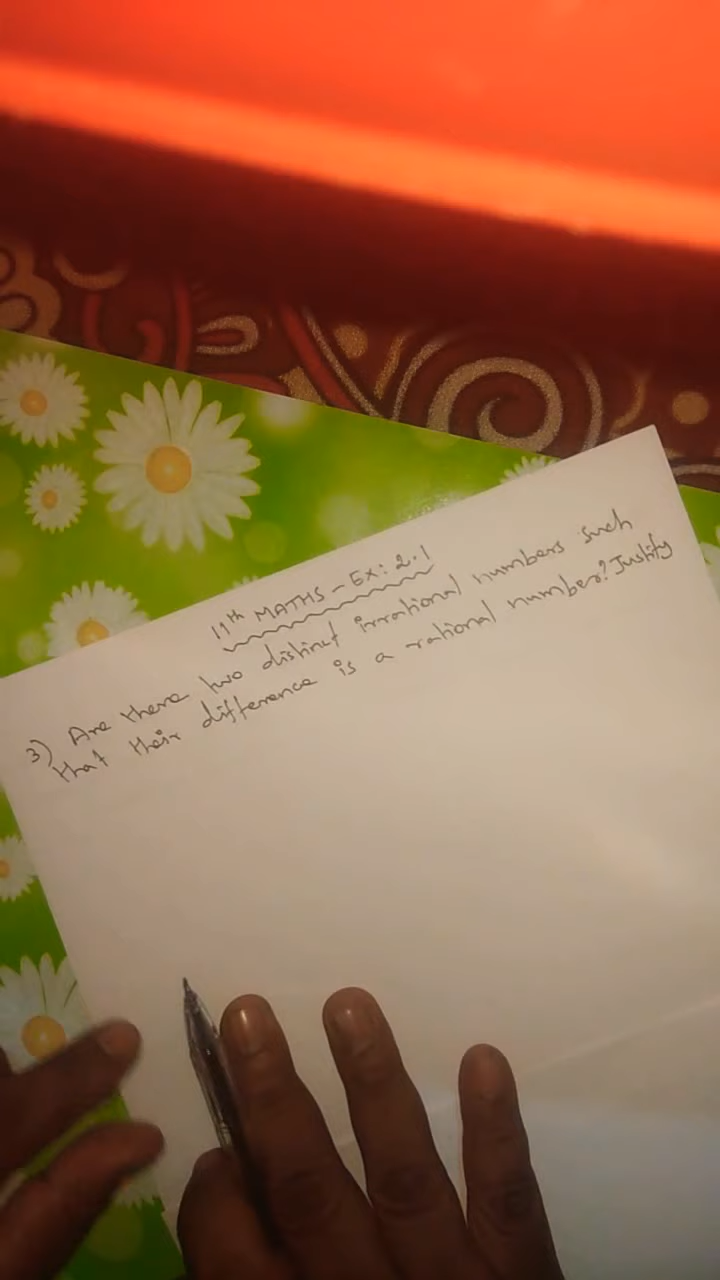 11th MATHS - EX: 2.1
3) Are there two distinct irrational numbers such
that their difference is a rational number? Justify